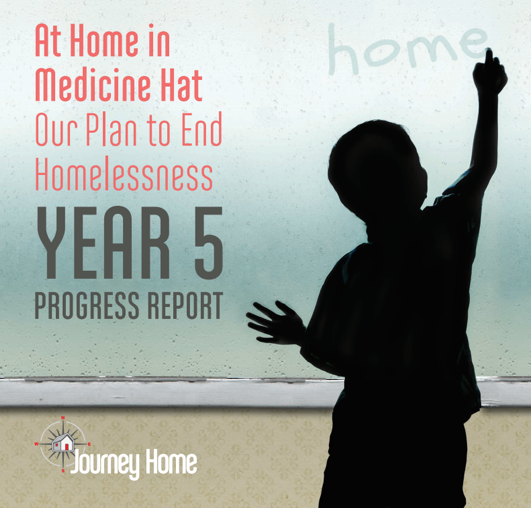 At Home in
Medicine Hat
Our Plan to End
Homelessness
YEAR 5
PROGRESS REPORT
home
N
W E
S
Journey Home